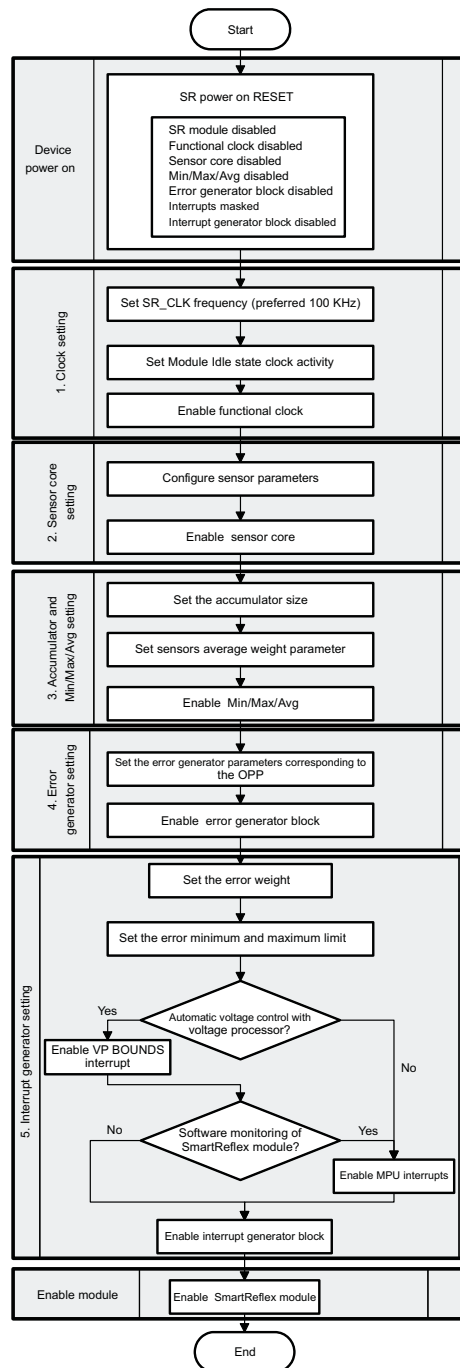 Start
Device
power on
SR power on RESET
SR module disabled
Functional clock disabled
Sensor core disabled
Min/Max/Avg disabled
Error generator block disabled
Interrupts masked
Interrupt generator block disabled
1. Clock setting
Set SR_CLK frequency (preferred 100 KHz)
Set Module Idle state clock activity
Enable functional clock
2. Sensor core
setting
Configure sensor parameters
Enable sensor core
3. Accumulator and
Min/Max/Avg setting
Set the accumulator size
Set sensors average weight parameter
Enable Min/Max/Avg
4. Error
generator setting
Set the error generator parameters corresponding to
the OPP
Enable error generator block
5. Interrupt generator setting
Set the error weight
Set the error minimum and maximum limit
Automatic voltage control with
voltage processor?
Yes
No
Enable VP BOUNDS
interrupt
Software monitoring of
SmartReflex module?
No
Yes
Enable MPU interrupts
Enable interrupt generator block
Enable module
Enable SmartReflex module
End